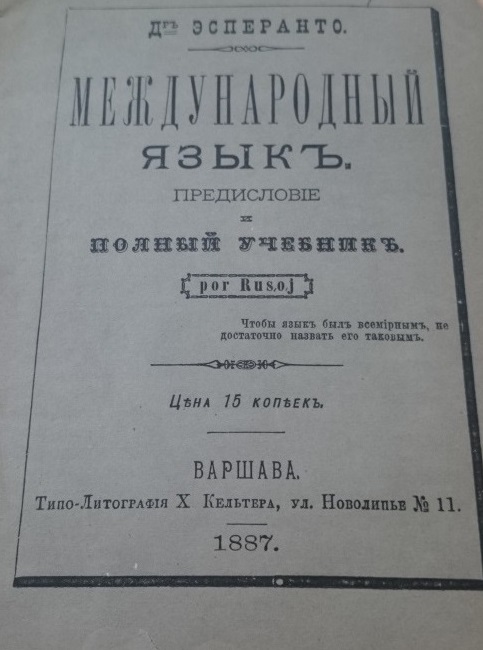 Дръ ЭСПЕРАНТО.
МЕЖДУНАРОДНЫЙ
ЯЗЫКЪ.
ПРЕДИСЛОВІЕ
и
ПОЛНЫЙ УЧЕБНИКЪ.
por Rusoj
Чтобы языкъ былъ всемірнымъ, не
достаточно назвать его таковымъ.
Цѣна 15 копѣекъ.
ВАРШАВА.
Типо-Литографія Х. Кельтера, ул. Новолипье № 11.
1887.